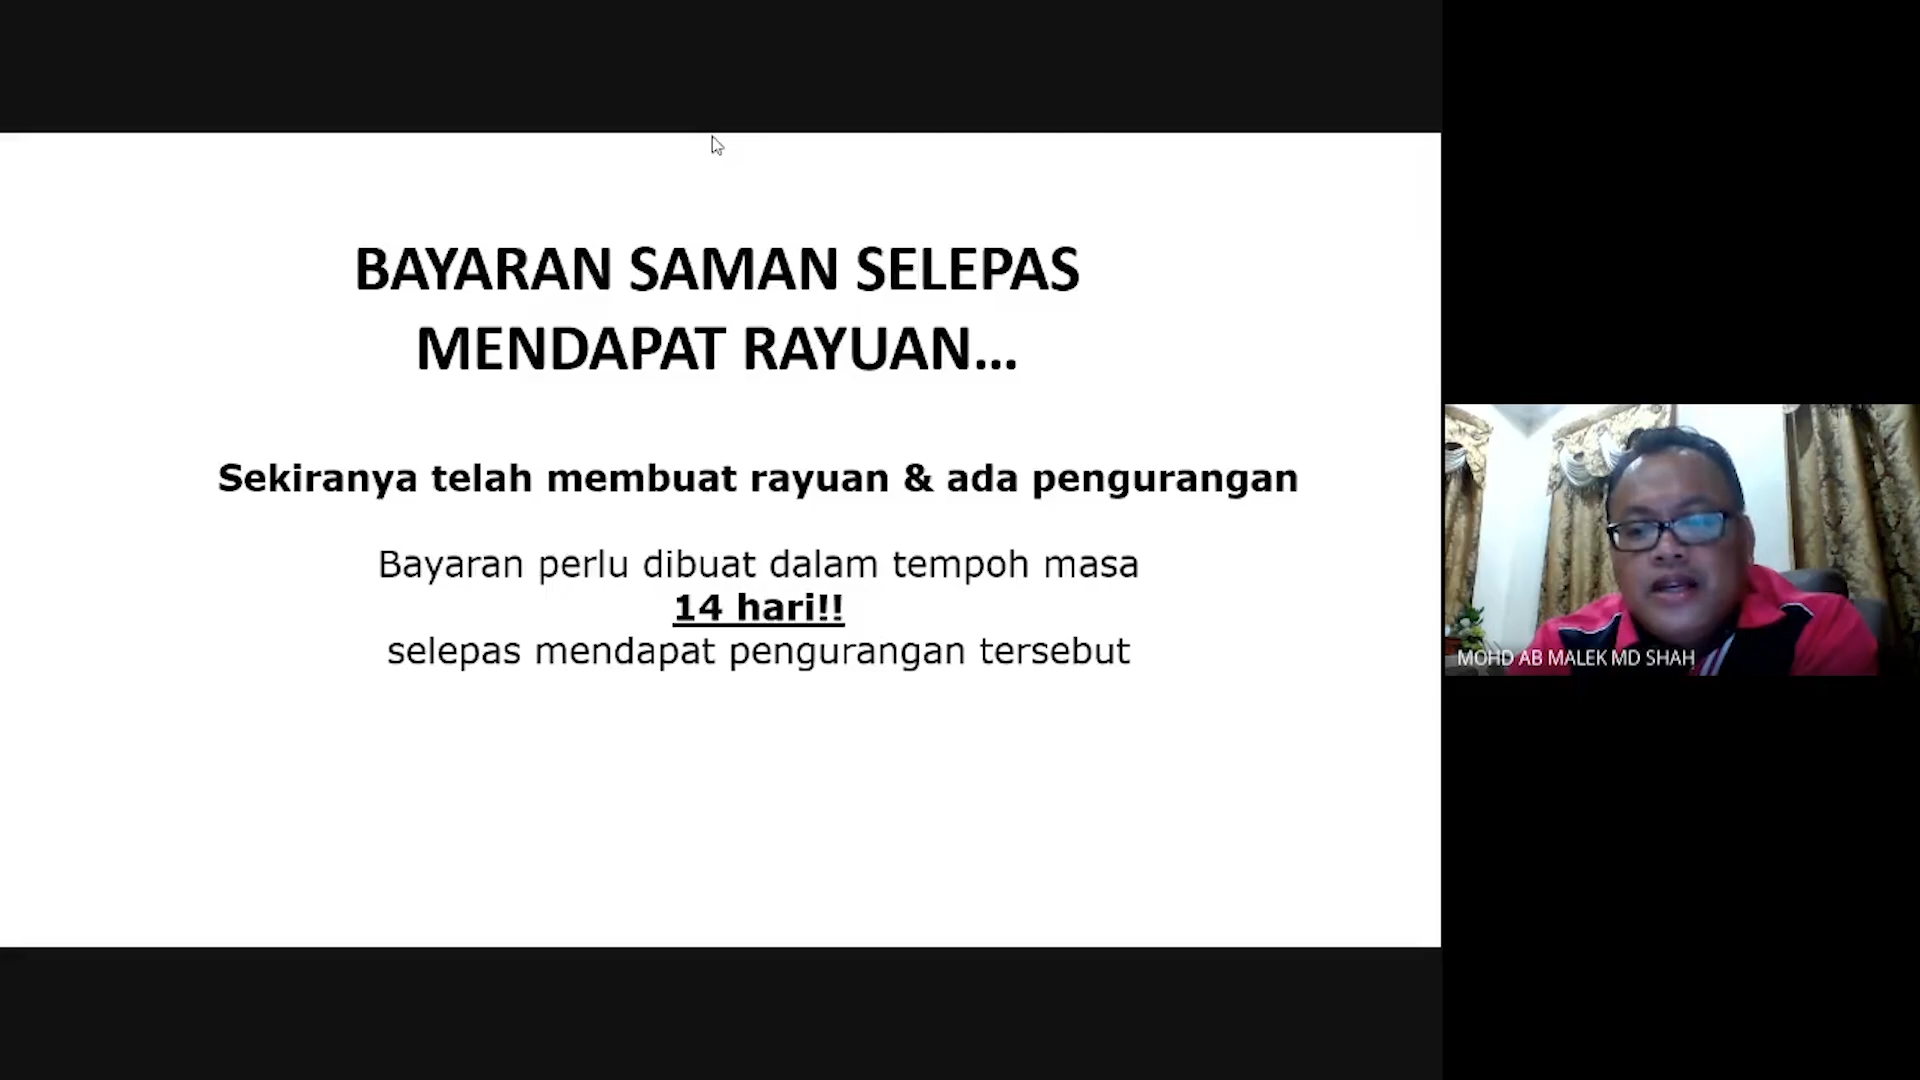 BAYARAN SAMAN SELEPAS
MENDAPAT RAYUAN...
Sekiranya telah membuat rayuan & ada pengurangan
Bayaran perlu dibuat dalam tempoh masa
14 hari!!
selepas mendapat pengurangan tersebut
MOHD AB MALEK MD SHAH